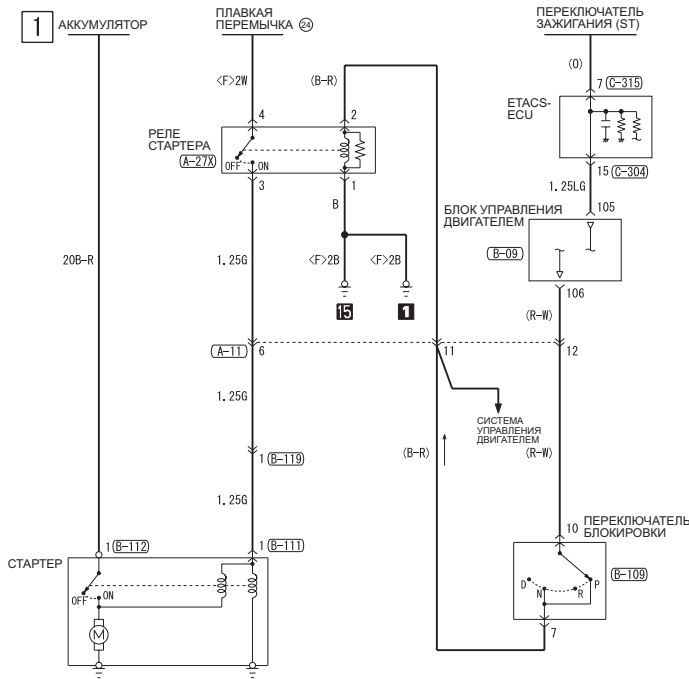 1
АККУМУЛЯТОР
ПЛАВКАЯ
ПЕРЕМЫЧКА 24
ПЕРЕКЛЮЧАТЕЛЬ
ЗАЖИГАНИЯ (ST)
<F>2W
(B-R)
(O)
7 (C-315)
ETACS-
ECU
4
2
РЕЛЕ
СТАРТЕРА
(A-27X)
OFF
ON
3
1
15 (C-304)
1.25LG
105
БЛОК УПРАВЛЕНИЯ
ДВИГАТЕЛЕМ
(B-09)
B
20B-R
1.25G
<F>2B
<F>2B
15
1
106
(R-W)
(A-11)
6
11
12
1.25G
СИСТЕМА
УПРАВЛЕНИЯ
ДВИГАТЕЛЕМ
(B-R)
(R-W)
1 (B-119)
1.25G
10
ПЕРЕКЛЮЧАТЕЛЬ
БЛОКИРОВКИ
1 (B-112)
1 (B-111)
СТАРТЕР
OFF
ON
M
D
N
R
P
(B-109)
7